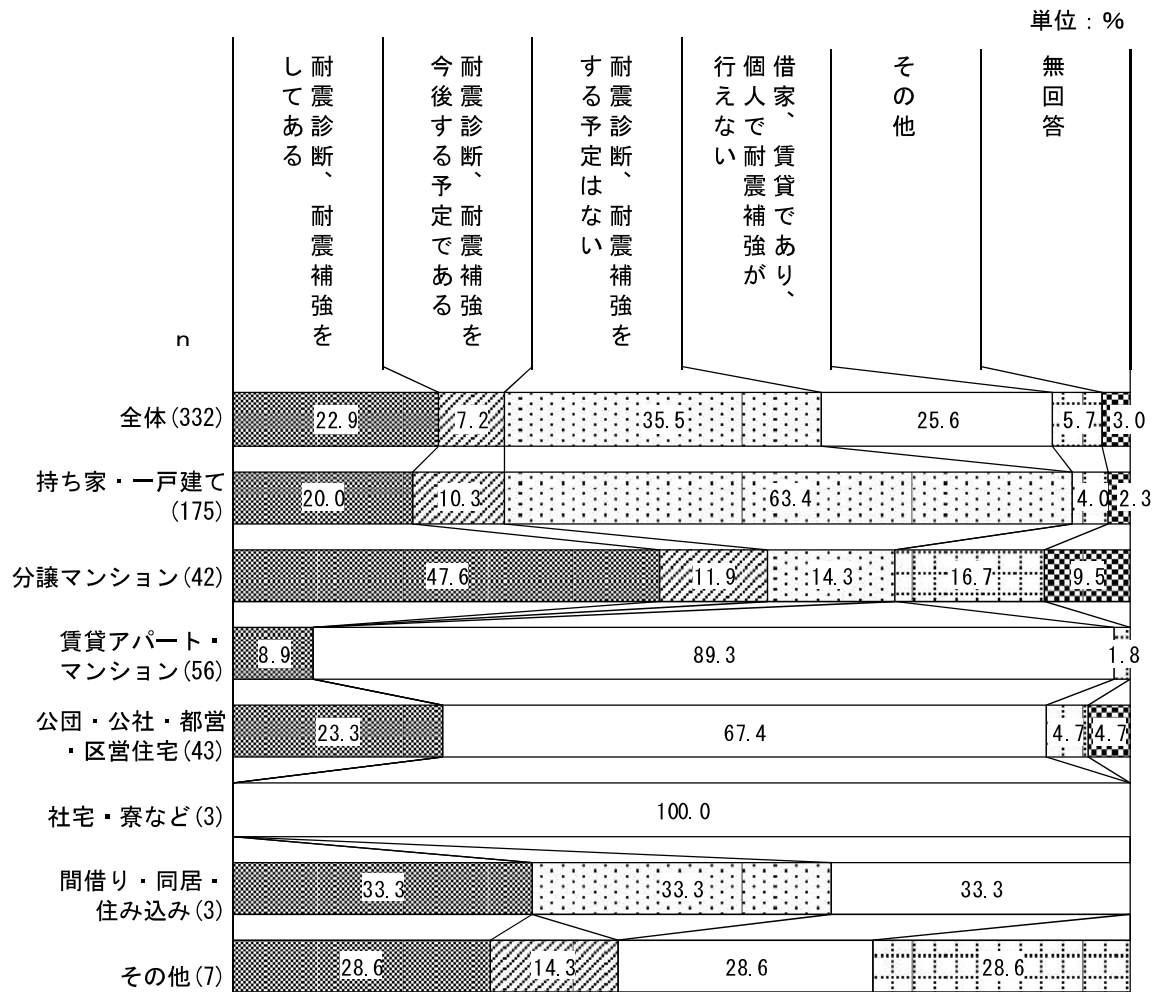 単位：%
耐震診断、耐震補強を
してある
耐震診断、耐震補強を
今後する予定である
耐震診断、耐震補強を
する予定はない
借家、賃貸であり、
個人で耐震補強が
行えない
その他
無回答
n
全体(332)
22.9 7.2 35.5 25.6 5.7 3.0
持ち家・一戸建て
(175)
20.0 10.3 63.4 4.0 2.3
分譲マンション(42)
47.6 11.9 14.3 16.7 9.5
賃貸アパート・
マンション(56)
8.9 89.3 1.8
公団・公社・都営
・区営住宅(43)
23.3 67.4 4.7 4.7
社宅・寮など(3)
100.0
間借り・同居・
住み込み(3)
33.3 33.3 33.3
その他(7)
28.6 14.3 28.6 28.6